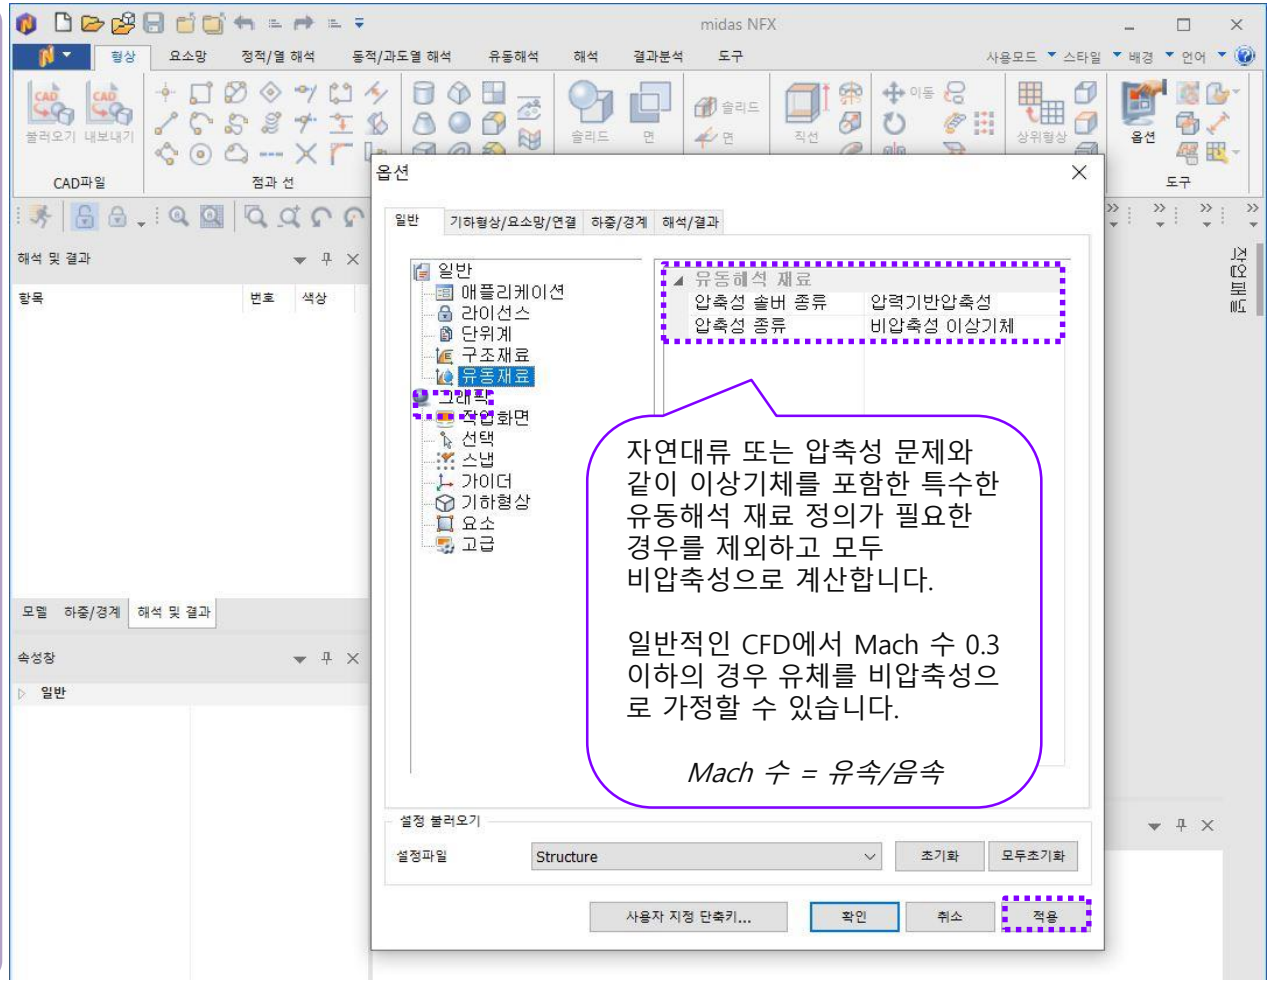 midas NFX
형상 요소망 정적/열 해석 동적/과도열 해석 유동해석 해석 결과분석 도구
사용모드 스타일 배경 언어
CAD CAD
불러오기 내보내기
솔리드 면
솔리드
면
직선
이동
상위형상
옵션
CAD파일 점과 선 도구
옵션
일반 기하형상/요소망/연결 하중/경계 해석/결과
해석 및 결과
항목 번호 색상
작업패널
일반
애플리케이션
라이선스
단위계
구조재료
유동재료
그래픽
작업화면
선택
스냅
가이더
기하형상
요소
고급
유동해석 재료
압축성 솔버 종류 압력기반압축성
압축성 종류 비압축성 이상기체
자연대류 또는 압축성 문제와
같이 이상기체를 포함한 특수한
유동해석 재료 정의가 필요한
경우를 제외하고 모두
비압축성으로 계산합니다.
일반적인 CFD에서 Mach 수 0.3
이하의 경우 유체를 비압축성으
로 가정할 수 있습니다.
Mach 수 = 유속/음속
모델 하중/경계 해석 및 결과
속성창
일반
설정 불러오기
설정파일 Structure 초기화 모두초기화
사용자 지정 단축키... 확인 취소 적용